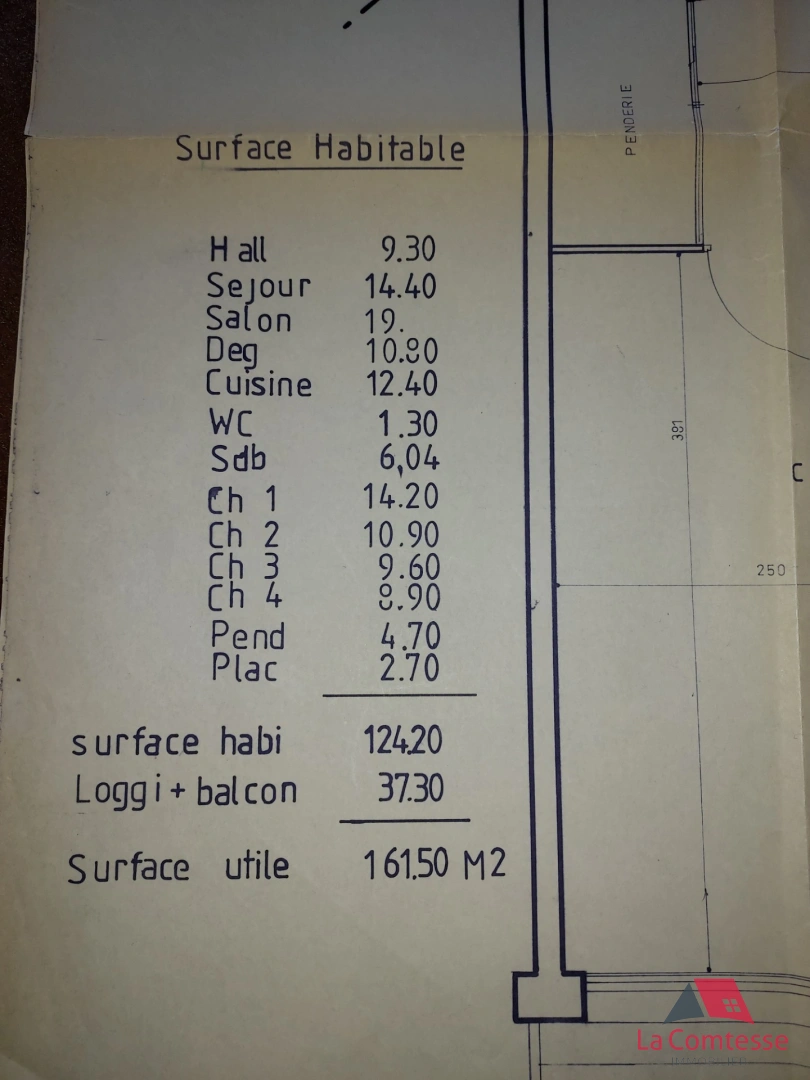 Surface Habitable
Hall 9.30
Sejour 14.40
Salon 19.
Deg 10.80
Cuisine 12.40
WC 1.30
Sdb 6,04
Ch 1 14.20
Ch 2 10.90
Ch 3 9.60
Ch 4 8.90
Pend 4.70
Plac 2.70
surface habi 124.20
Loggi + balcon 37.30
Surface utile 161.50 M2
PENDERIE
381
250
C
La Comtesse
IMMOBILIER